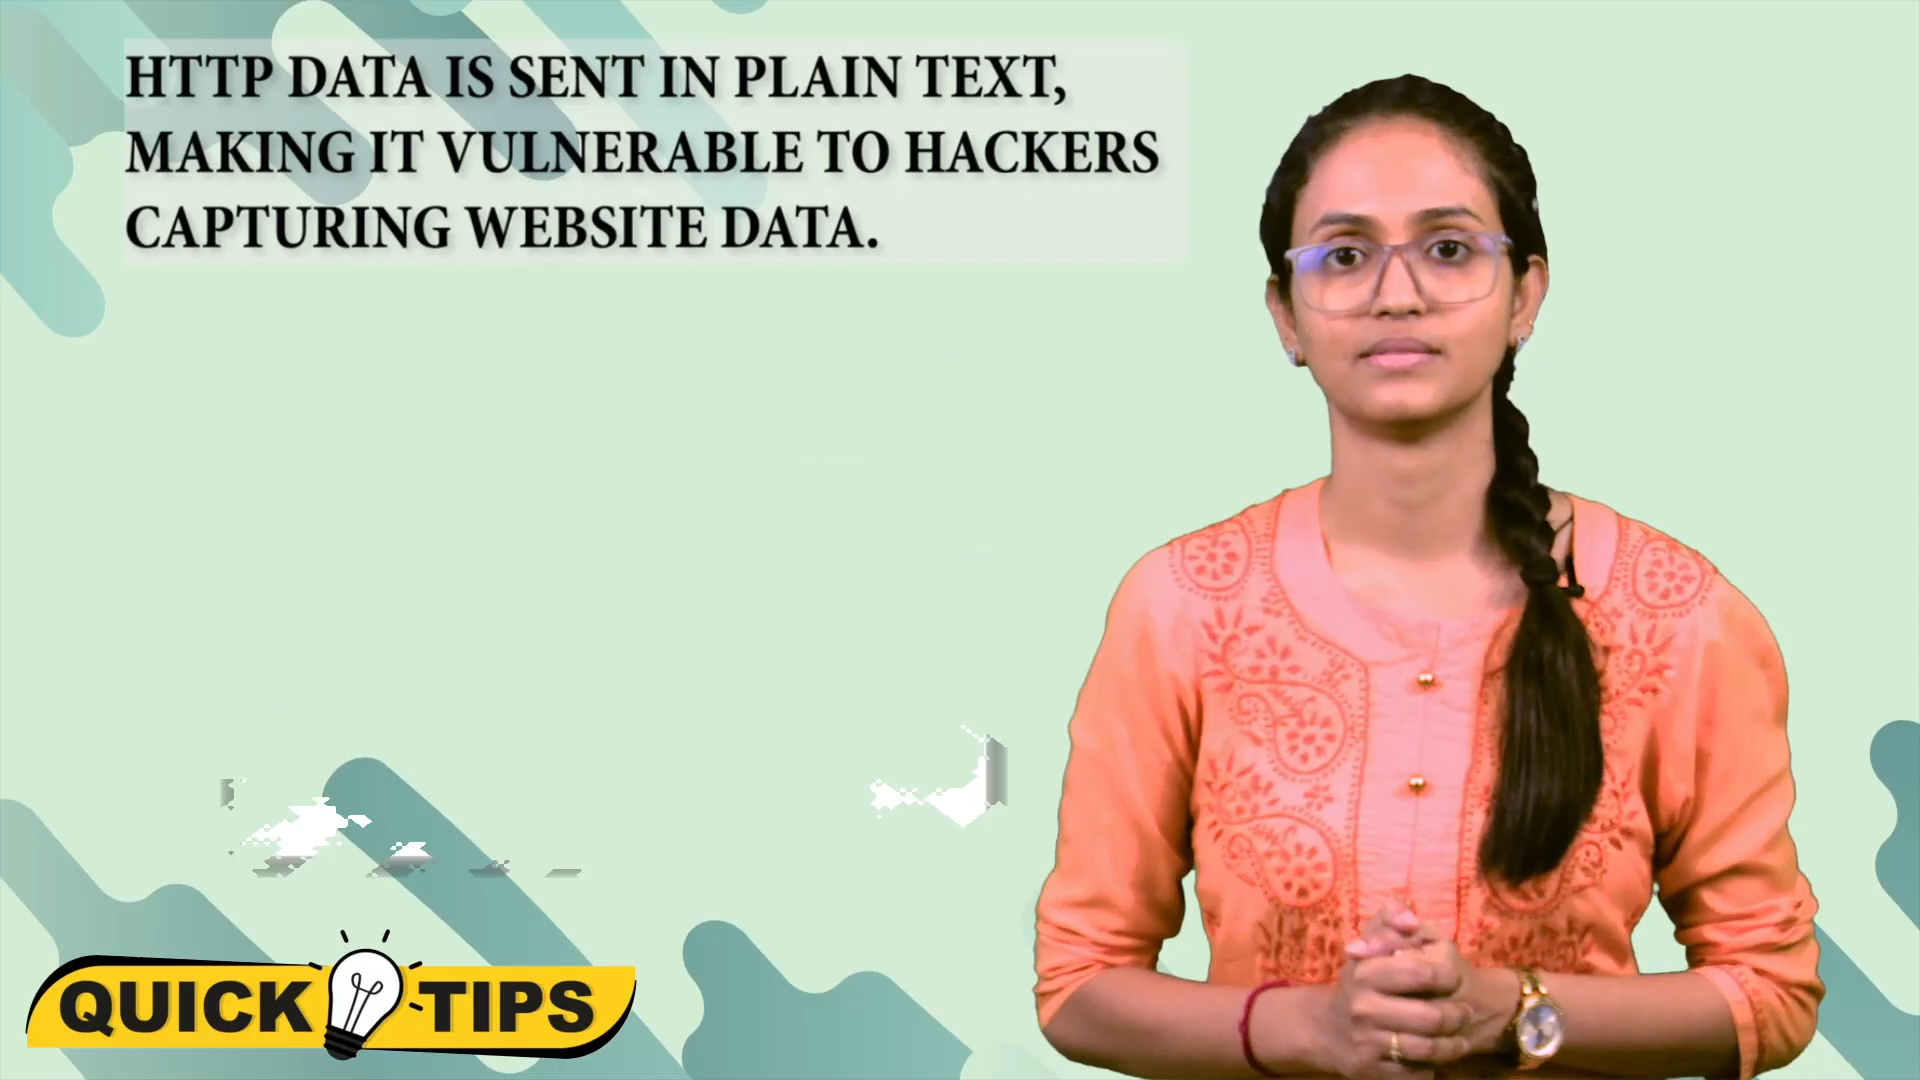 HTTP DATA IS SENT IN PLAIN TEXT,
MAKING IT VULNERABLE TO HACKERS
CAPTURING WEBSITE DATA.
QUICK TIPS